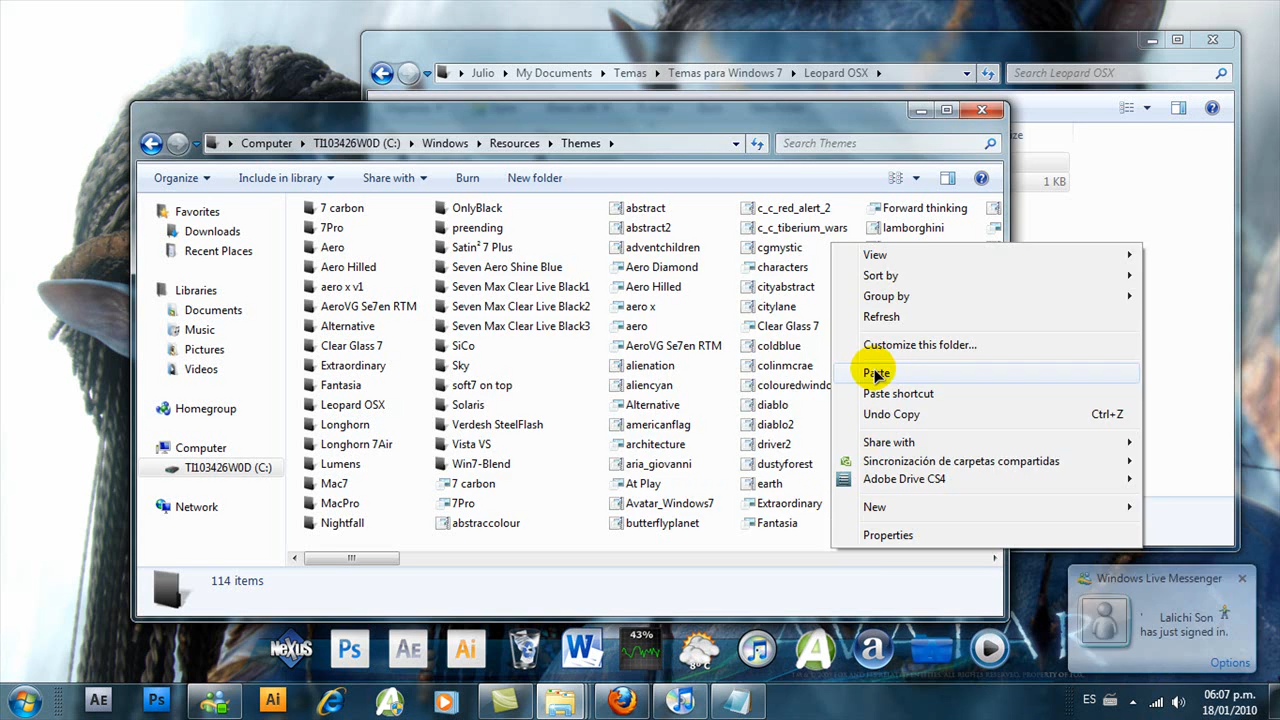 Julio ▸ My Documents ▸ Temas ▸ Temas para Windows 7 ▸ Leopard OSX ▸
Search Leopard OSX
1 KB
Computer ▸ TI103426W0D (C:) ▸ Windows ▸ Resources ▸ Themes ▸
Search Themes
Organize
Include in library
Share with
Burn
New folder
Favorites
Downloads
Recent Places
Libraries
Documents
Music
Pictures
Videos
Homegroup
Computer
TI103426W0D (C:)
Network
7 carbon
7Pro
Aero
Aero Hilled
aero x v1
AeroVG Se7en RTM
Alternative
Clear Glass 7
Extraordinary
Fantasia
Leopard OSX
Longhorn
Longhorn 7Air
Lumens
Mac7
MacPro
Nightfall
OnlyBlack
preending
Satin² 7 Plus
Seven Aero Shine Blue
Seven Max Clear Live Black1
Seven Max Clear Live Black2
Seven Max Clear Live Black3
SiCo
Sky
soft7 on top
Solaris
Verdesh SteelFlash
Vista VS
Win7-Blend
7 carbon
7Pro
abstraccolour
abstract
abstract2
adventchildren
Aero Diamond
Aero Hilled
aero x
aero
AeroVG Se7en RTM
alienation
aliencyan
Alternative
americanflag
architecture
aria_giovanni
At Play
Avatar_Windows7
butterflyplanet
c_c_red_alert_2
c_c_tiberium_wars
cgmystic
characters
cityabstract
citylane
Clear Glass 7
coldblue
colinmcrae
colouredwindo
diablo
diablo2
driver2
dustyforest
earth
Extraordinary
Fantasia
Forward thinking
lamborghini
View
Sort by
Group by
Refresh
Customize this folder...
Paste
Paste shortcut
Undo Copy Ctrl+Z
Share with
Sincronización de carpetas compartidas
Adobe Drive CS4
New
Properties
114 items
Windows Live Messenger
Lalichi Son
has just signed in.
Options
NeXuS
Ps
Ae
Ai
W
43%
8°C
a
AVATAR
AE
Ps
Ai
ES
06:07 p.m.
18/01/2010